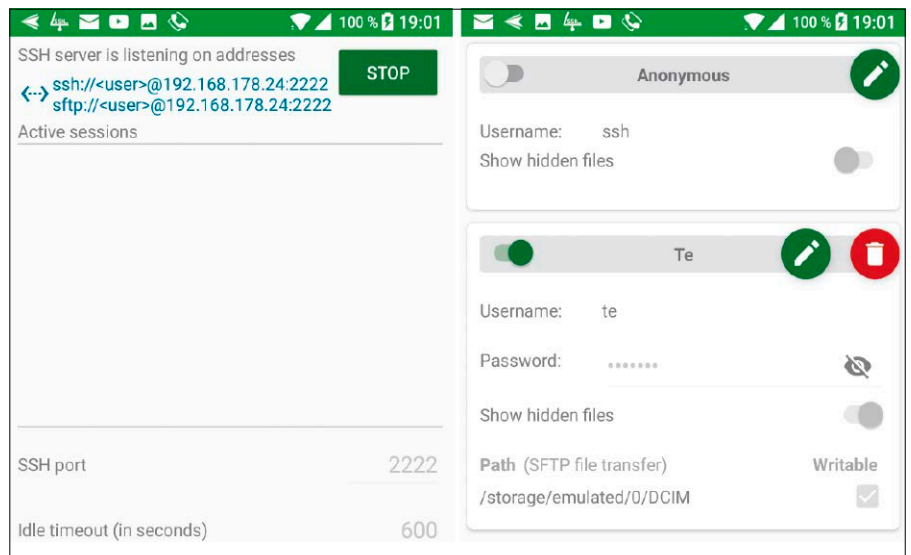 100 % 19:01
SSH server is listening on addresses
ssh://<user>@192.168.178.24:2222
sftp://<user>@192.168.178.24:2222
STOP
Active sessions
SSH port 2222
Idle timeout (in seconds) 600
100 % 19:01
Anonymous
Username: ssh
Show hidden files
Te
Username: te
Password: •••••••
Show hidden files
Path (SFTP file transfer) Writable
/storage/emulated/0/DCIM